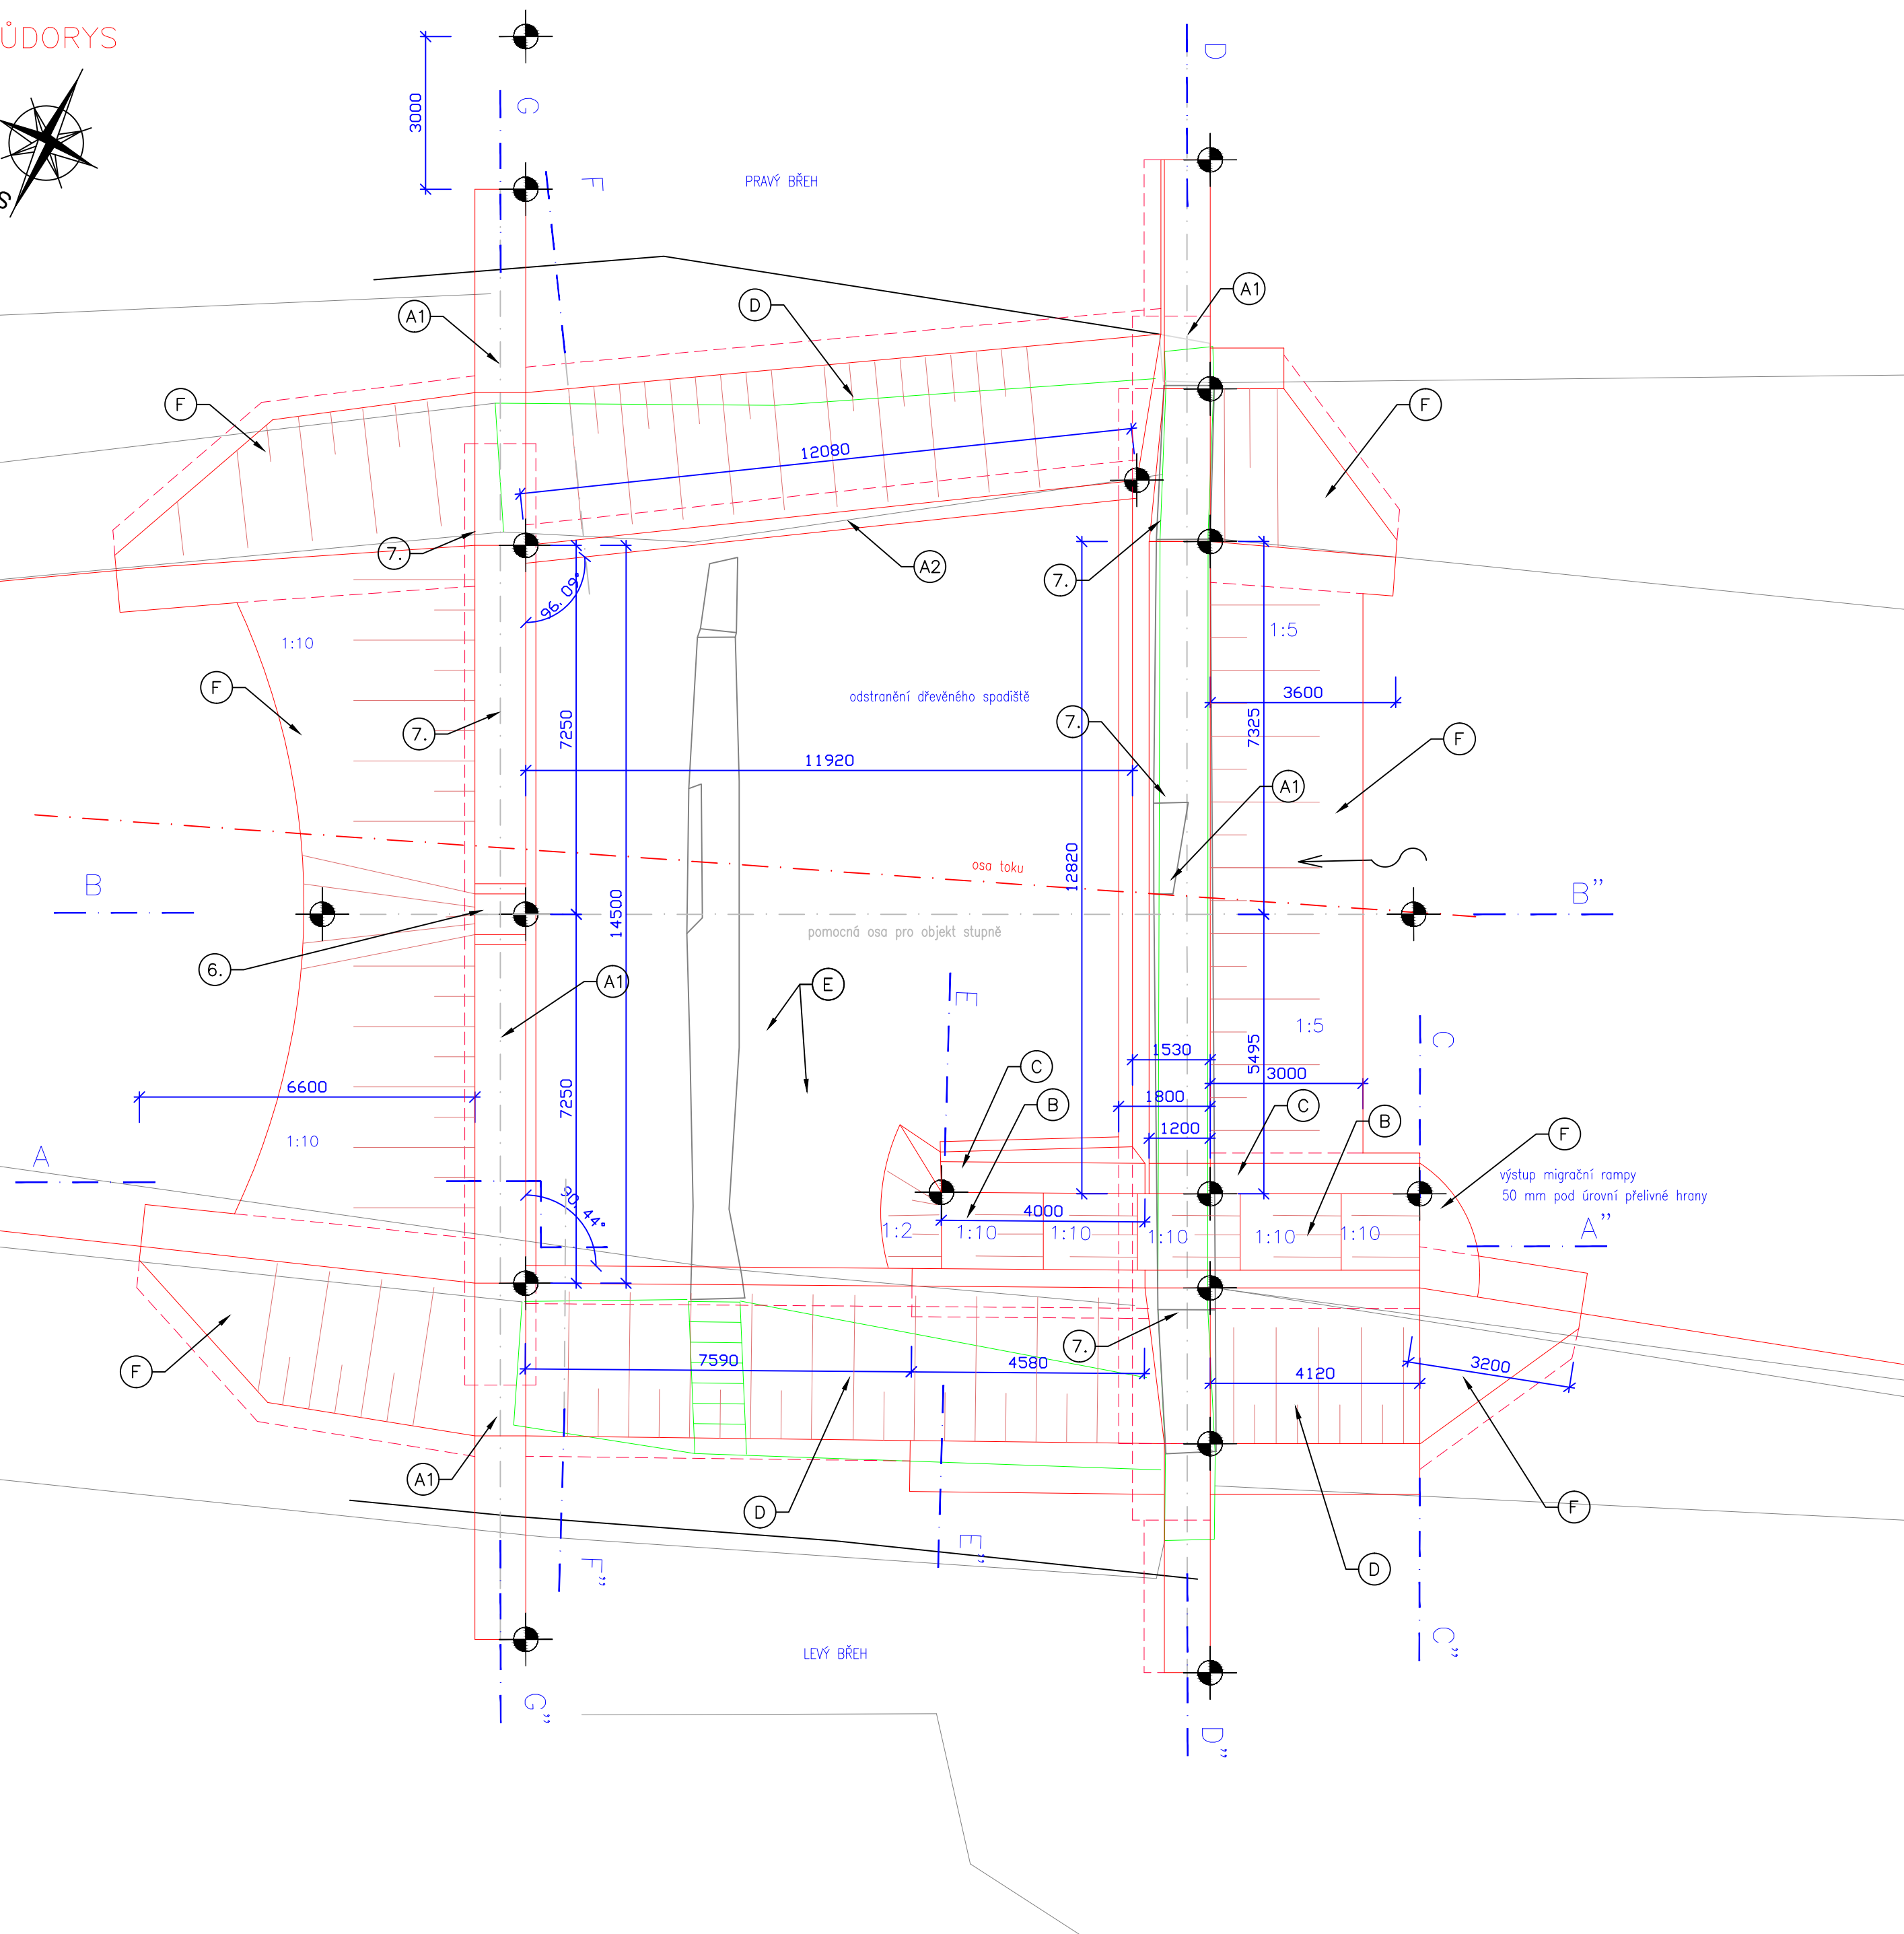 ŮDORYS
D
G
3000
S
F
PRAVÝ BŘEH
A1
D
A1
F
F
12080
7.
A2
7.
96.09°
1:10
1:5
F
odstranění dřevěného spadiště
3600
7.
7250
7.
7325
F
11920
A1
osa toku
12820
B
B"
14500
pomocná osa pro objekt stupně
6.
A1
E
E
1:5
C
1530
5495
C
3000
6600
7250
B
1800
C
B
1200
F
1:10
A
výstup migrační rampy
50 mm pod úrovní přelivné hrany
90.44°
4000
1:2
1:10
1:10
1:10
1:10
1:10
A"
F
7.
7590
4580
4120
3200
A1
D
F
E"
F"
D
C"
LEVÝ BŘEH
G"
D"